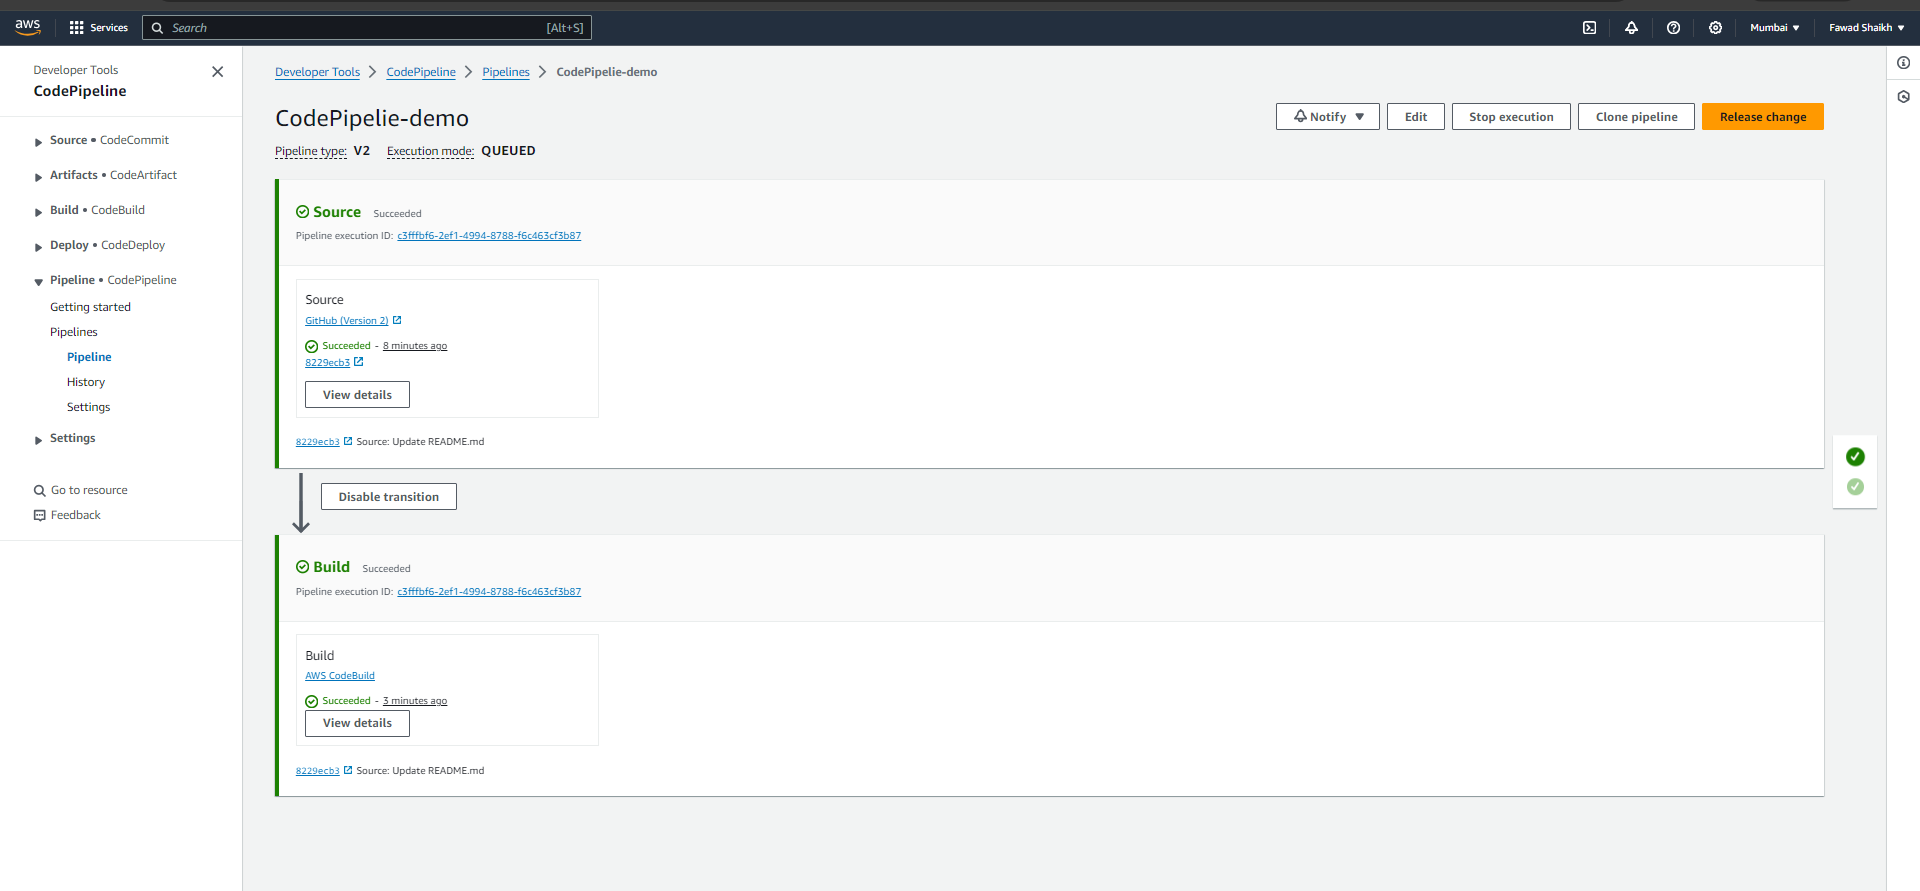 aws
Services
Search
[Alt+S]
Mumbai
Fawad Shaikh
Developer Tools
CodePipeline
Source • CodeCommit
Artifacts • CodeArtifact
Build • CodeBuild
Deploy • CodeDeploy
Pipeline • CodePipeline
Getting started
Pipelines
Pipeline
History
Settings
Settings
Go to resource
Feedback
Developer Tools
CodePipeline
Pipelines
CodePipelie-demo
CodePipelie-demo
Notify
Edit
Stop execution
Clone pipeline
Release change
Pipeline type: V2 Execution mode: QUEUED
Source Succeeded
Pipeline execution ID: c3fffbf6-2ef1-4994-8788-f6c463cf3b87
Source
GitHub (Version 2)
Succeeded - 8 minutes ago
8229ecb3
View details
8229ecb3 Source: Update README.md
Disable transition
Build Succeeded
Pipeline execution ID: c3fffbf6-2ef1-4994-8788-f6c463cf3b87
Build
AWS CodeBuild
Succeeded - 3 minutes ago
View details
8229ecb3 Source: Update README.md